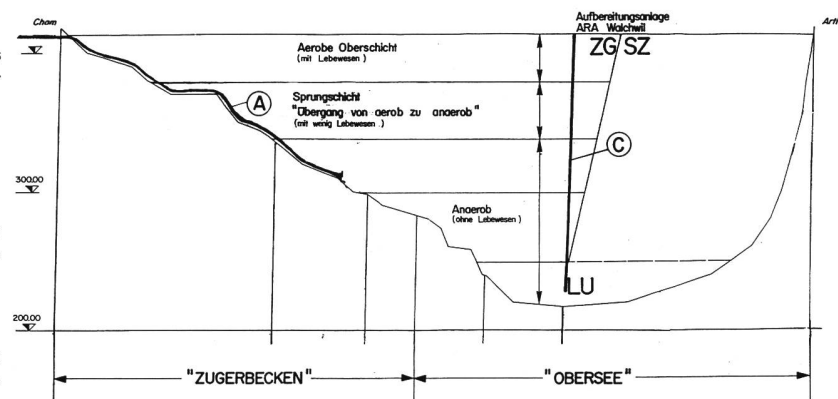 Cham
Aufbereitungsanlage
ARA Walchwil
Arth
ZG SZ
Aerobe Oberschicht
(mit Lebewesen)
A
Sprungschicht
"Übergang von aerob zu anaerob"
(mit wenig Lebewesen)
C
300.00
Anaerob
(ohne Lebewesen)
LU
200.00
"ZUGERBECKEN"
"OBERSEE"